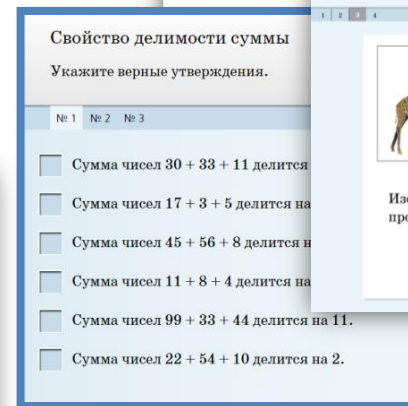 1 2 3 4
Свойство делимости суммы
Укажите верные утверждения.
№ 1 № 2 № 3
Сумма чисел 30 + 33 + 11 делится
Сумма чисел 17 + 3 + 5 делится на
Сумма чисел 45 + 56 + 8 делится
Сумма чисел 11 + 8 + 4 делится на
Сумма чисел 99 + 33 + 44 делится на 11.
Сумма чисел 22 + 54 + 10 делится на 2.